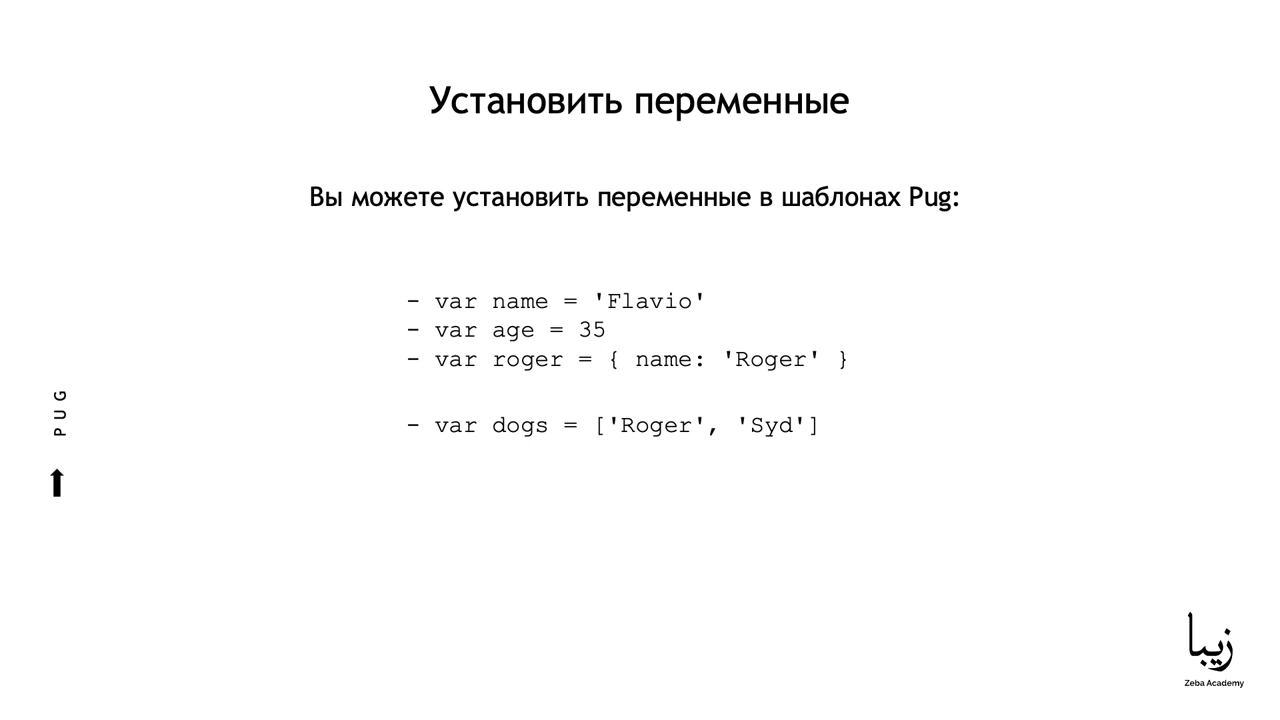 Установить переменные
Вы можете установить переменные в шаблонах Pug:
- var name = 'Flavio'
- var age = 35
- var roger = { name: 'Roger' }
- var dogs = ['Roger', 'Syd']
PUG
زيبا
Zeba Academy